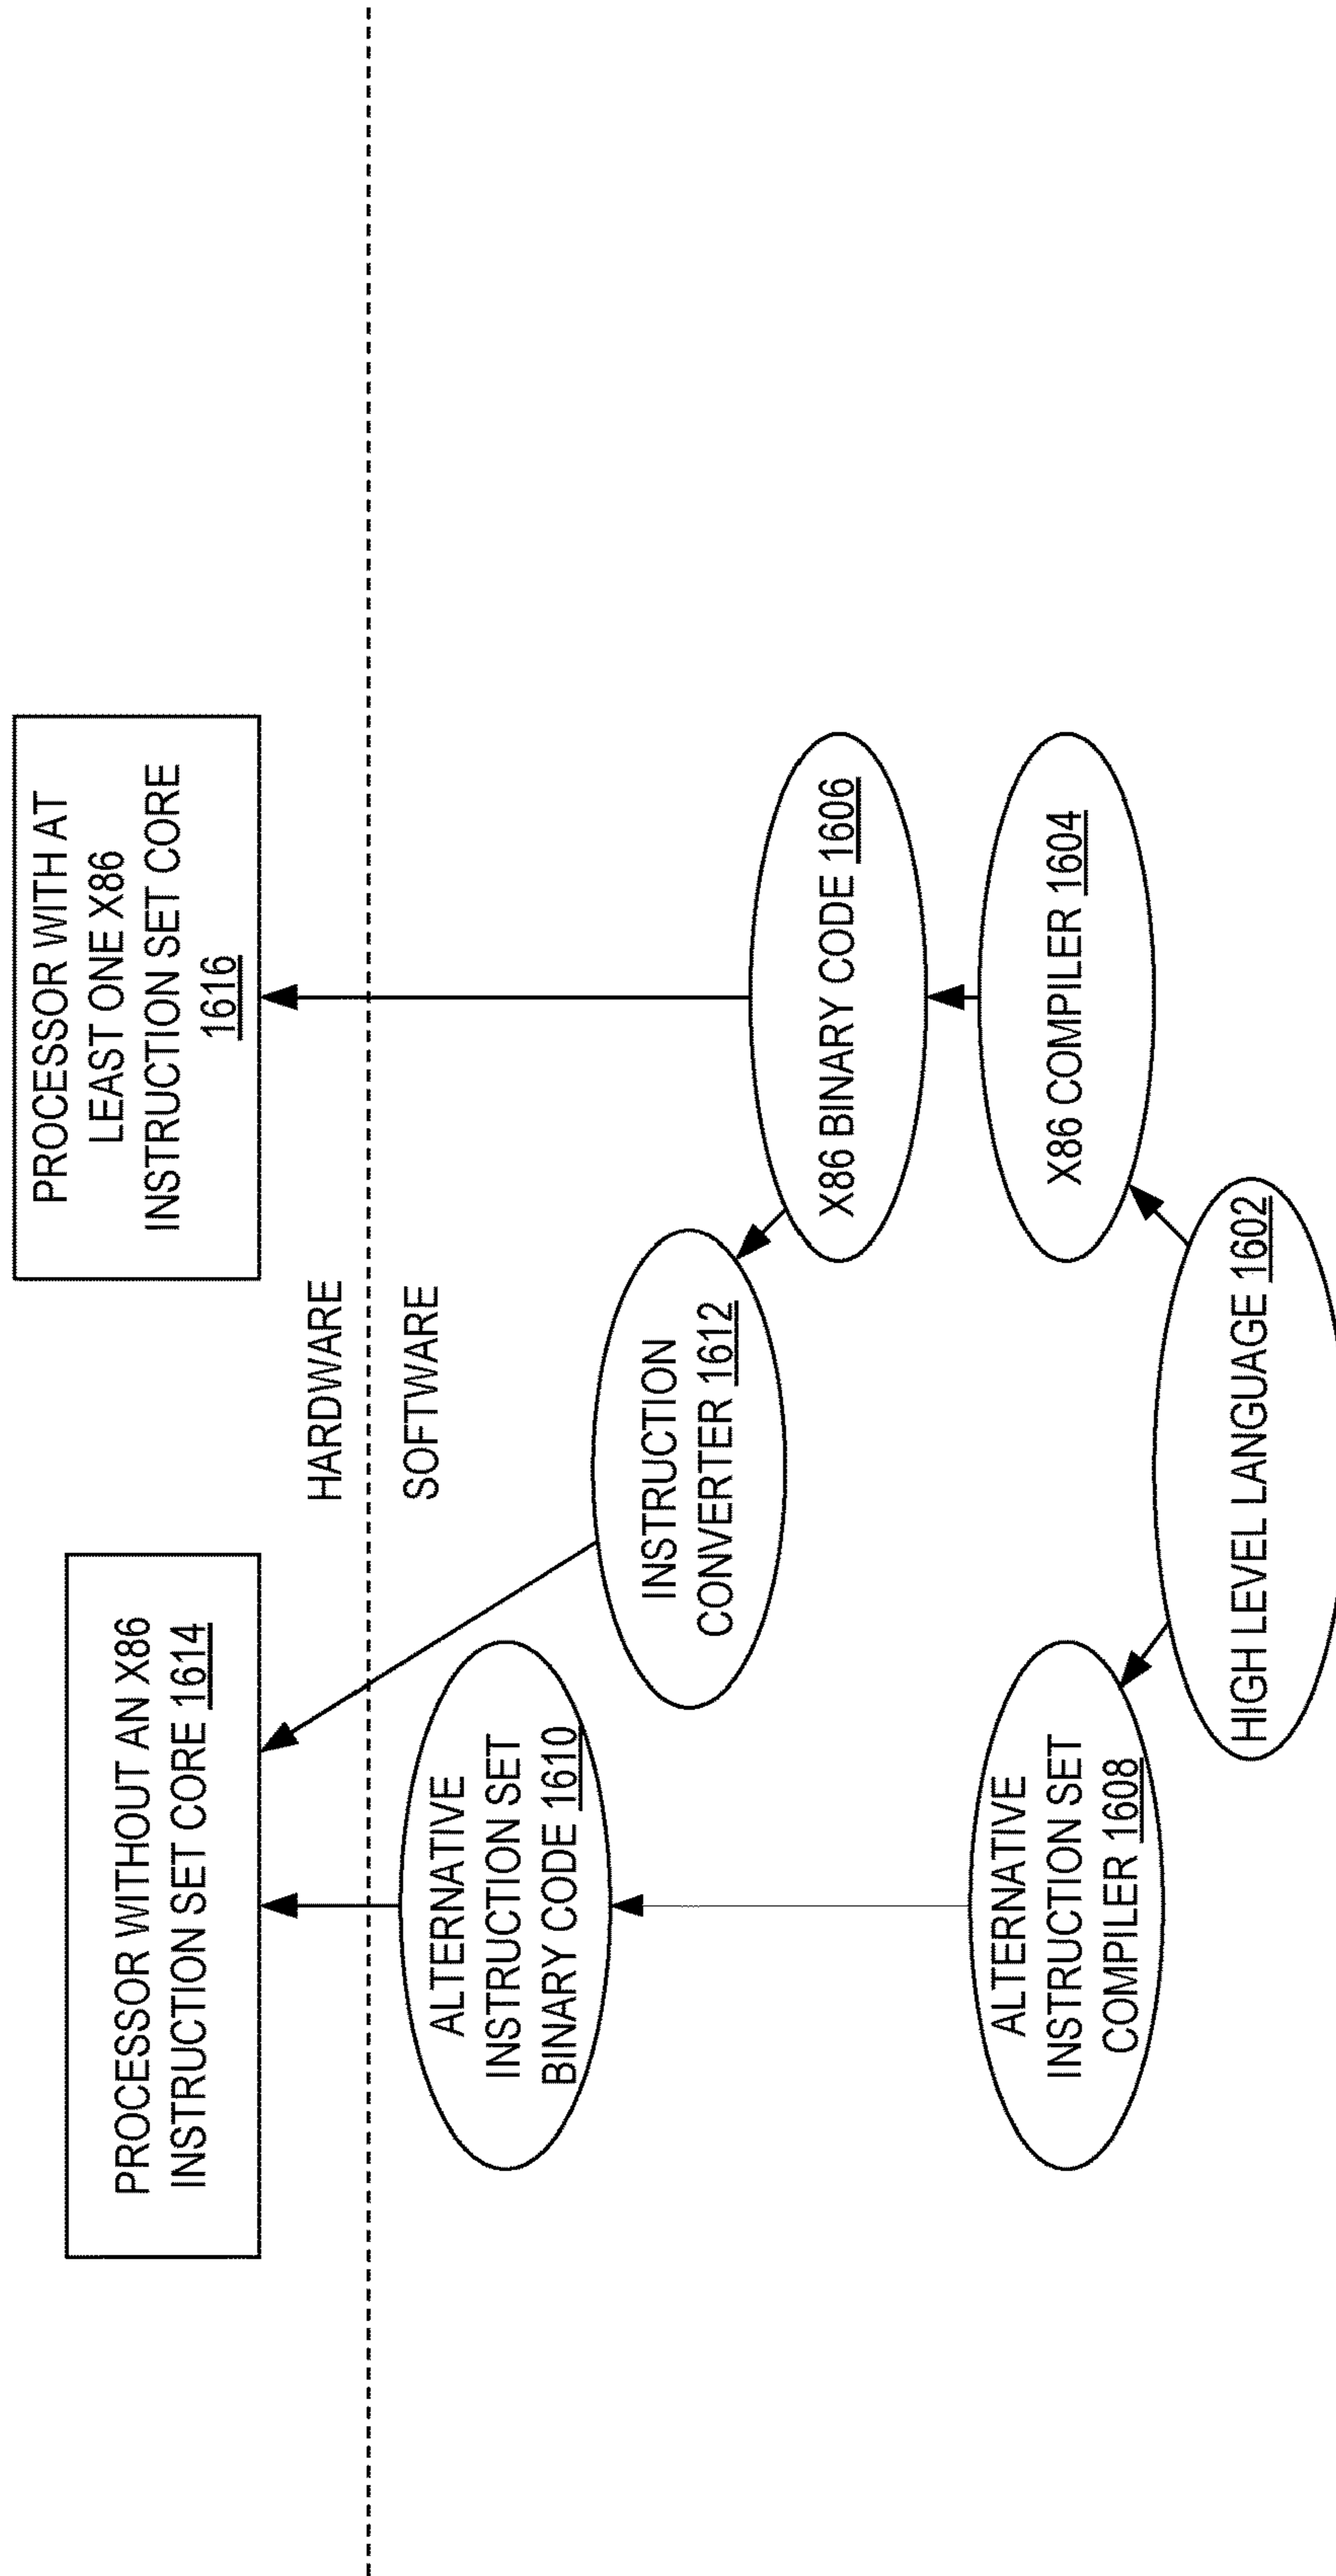 PROCESSOR WITHOUT AN X86
INSTRUCTION SET CORE 1614
PROCESSOR WITH AT
LEAST ONE X86
INSTRUCTION SET CORE
1616
HARDWARE
SOFTWARE
ALTERNATIVE
INSTRUCTION SET
BINARY CODE 1610
INSTRUCTION
CONVERTER 1612
X86 BINARY CODE 1606
ALTERNATIVE
INSTRUCTION SET
COMPILER 1608
X86 COMPILER 1604
HIGH LEVEL LANGUAGE 1602